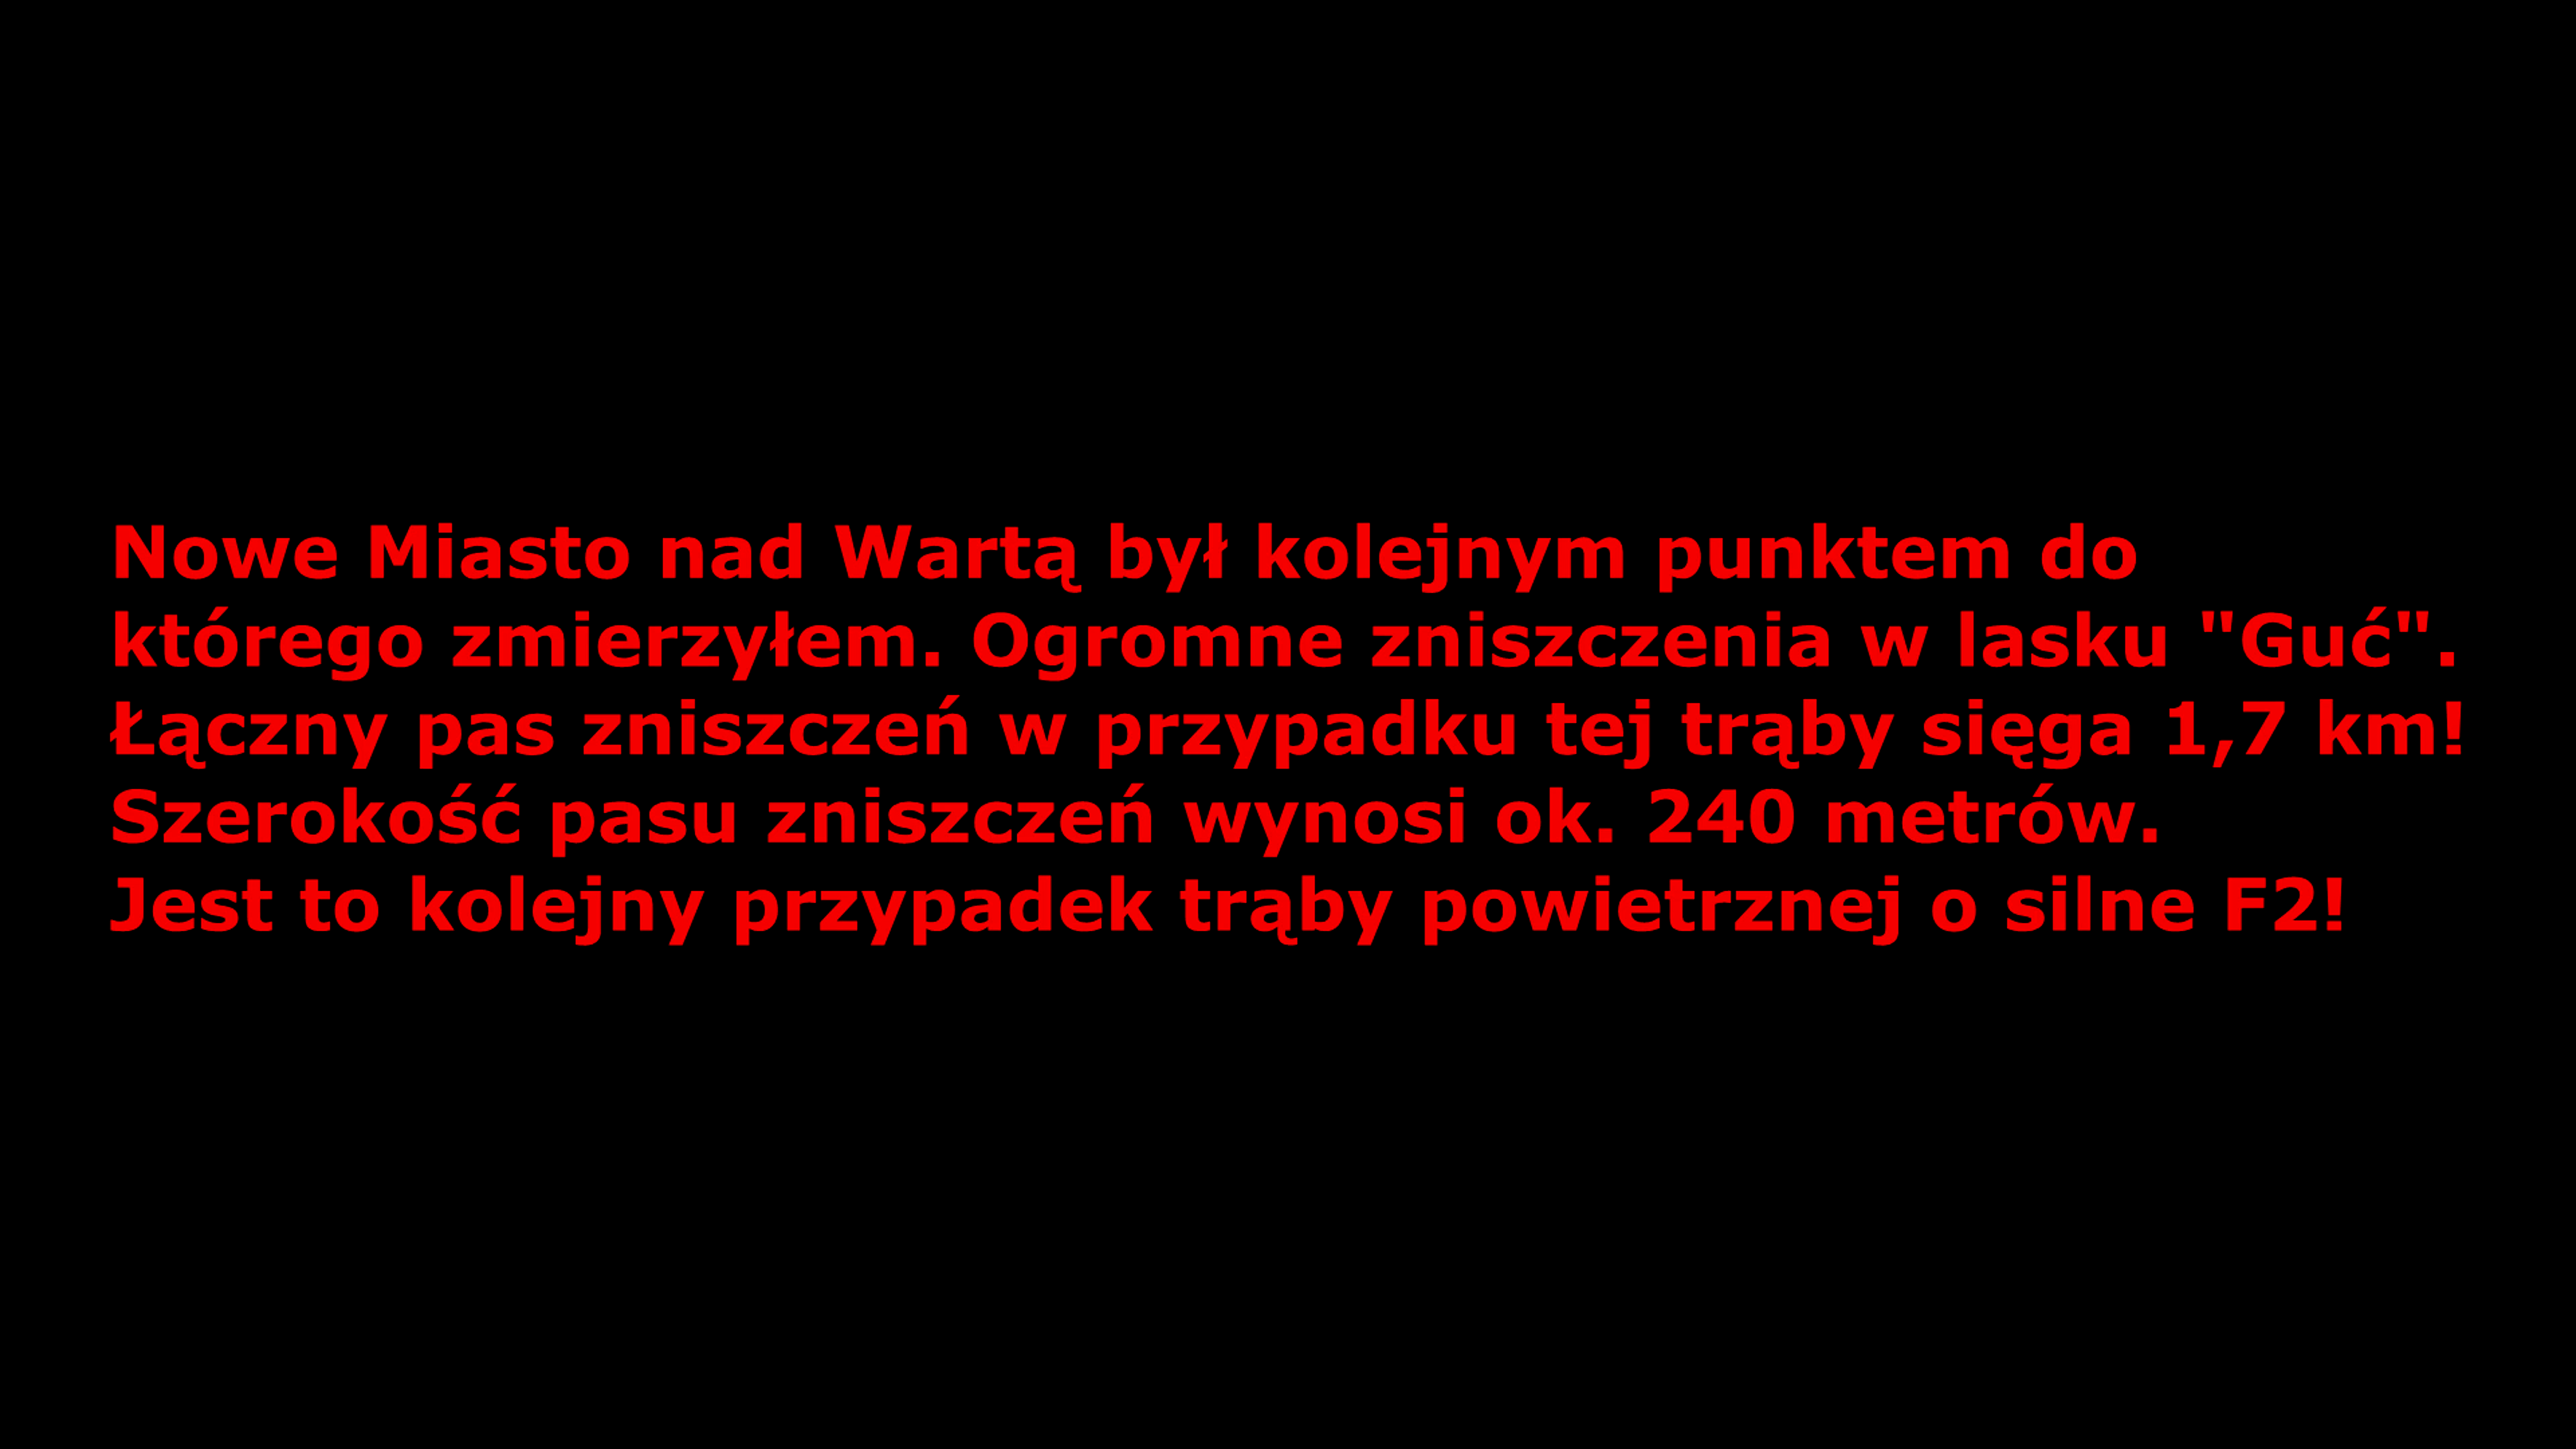 Nowe Miasto nad Wartą był kolejnym punktem do
którego zmierzyłem. Ogromne zniszczenia w lasku "Guć".
Łączny pas zniszczeń w przypadku tej trąby sięga 1,7 km!
Szerokość pasu zniszczeń wynosi ok. 240 metrów.
Jest to kolejny przypadek trąby powietrznej o silne F2!